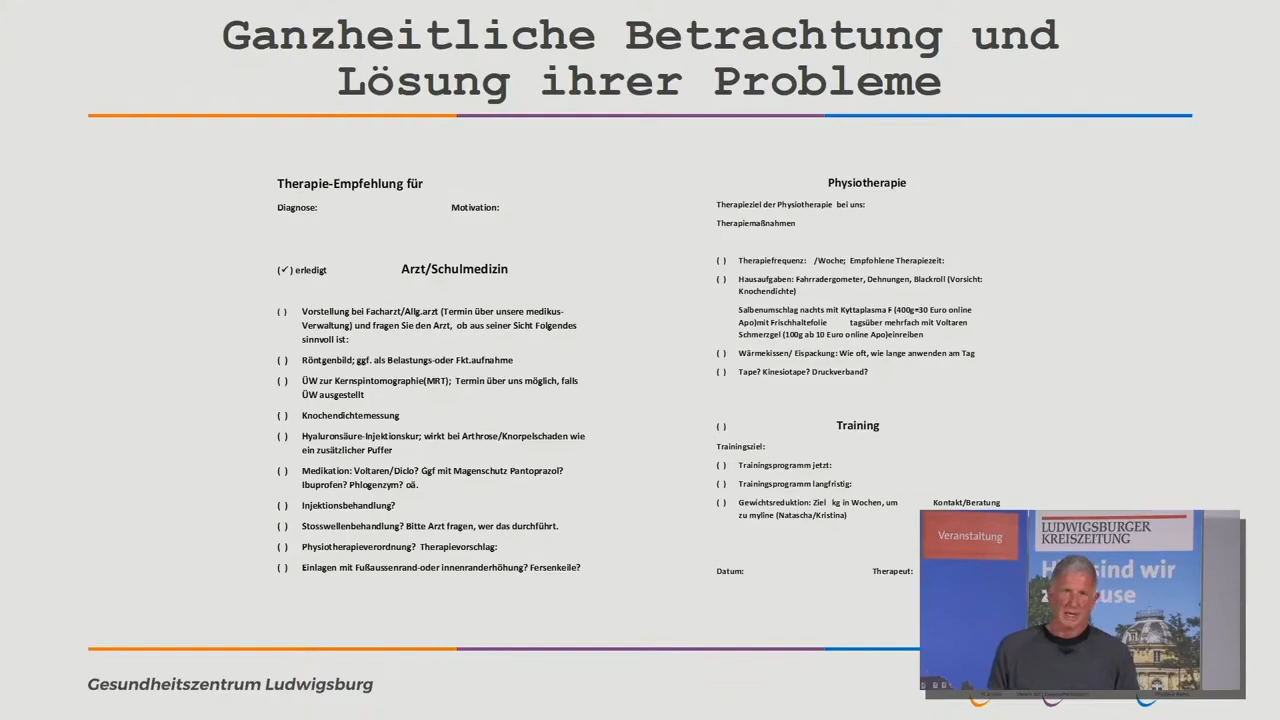 Ganzheitliche Betrachtung und
Lösung ihrer Probleme
Therapie-Empfehlung für
Diagnose: Motivation:
(✓) erledigt Arzt/Schulmedizin
( ) Vorstellung bei Facharzt/Allg.arzt (Termin über unsere medikus-
Verwaltung) und fragen Sie den Arzt, ob aus seiner Sicht Folgendes
sinnvoll ist:
( ) Röntgenbild; ggf. als Belastungs-oder Fkt.aufnahme
( ) ÜW zur Kernspintomographie(MRT); Termin über uns möglich, falls
ÜW ausgestellt
( ) Knochendichtemessung
( ) Hyaluronsäure-Injektionskur; wirkt bei Arthrose/Knorpelschaden wie
ein zusätzlicher Puffer
( ) Medikation: Voltaren/Diclo? Ggf mit Magenschutz Pantoprazol?
Ibuprofen? Phlogenzym? oä.
( ) Injektionsbehandlung?
( ) Stosswellenbehandlung? Bitte Arzt fragen, wer das durchführt.
( ) Physiotherapieverordnung? Therapievorschlag:
( ) Einlagen mit Fußaussenrand-oder innenranderhöhung? Fersenkeile?
Physiotherapie
Therapieziel der Physiotherapie bei uns:
Therapiemaßnahmen
( ) Therapiefrequenz: /Woche; Empfohlene Therapiezeit:
( ) Hausaufgaben: Fahrradergometer, Dehnungen, Blackroll (Vorsicht:
Knochendichte)
Salbenumschlag nachts mit Kyttaplasma F (400g=30 Euro online
Apo)mit Frischhaltefolie tagsüber mehrfach mit Voltaren
Schmerzgel (100g ab 10 Euro online Apo)einreiben
( ) Wärmekissen/ Eispackung: Wie oft, wie lange anwenden am Tag
( ) Tape? Kinesiotape? Druckverband?
( ) Training
Trainingsziel:
( ) Trainingsprogramm jetzt:
( ) Trainingsprogramm langfristig:
( ) Gewichtsreduktion: Ziel kg in Wochen, um Kontakt/Beratung
zu myline (Natascha/Kristina)
Datum: Therapeut:
Veranstaltung
LUDWIGSBURGER
KREISZEITUNG
sind wir
Gesundheitszentrum Ludwigsburg